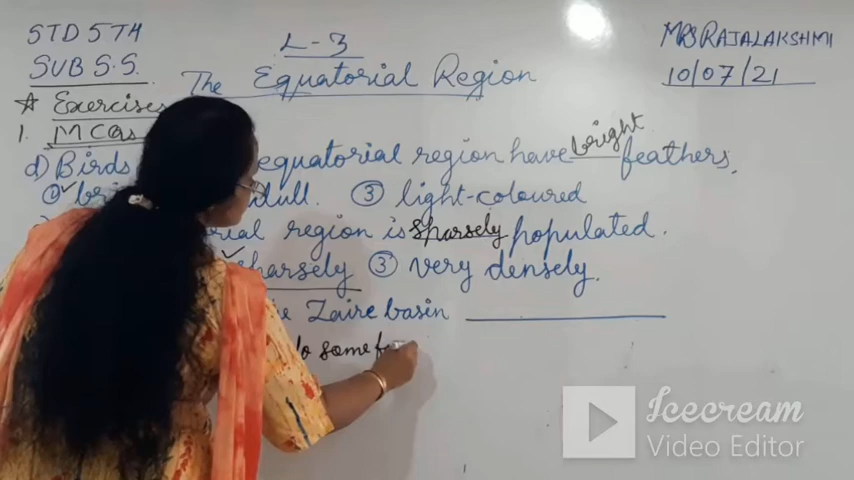 STD 5TH
SUB S.S.
L-3
The Equatorial Region
MRS RAJALAKSHMI
10/07/21
* Exercises
1. MCQs
d) Birds equatorial region have bright feathers.
① ✓ dull. ③ light-coloured
region is sparsely populated.
✓ sparsely ③ very densely.
Zaire basin
some
Icecream
Video Editor